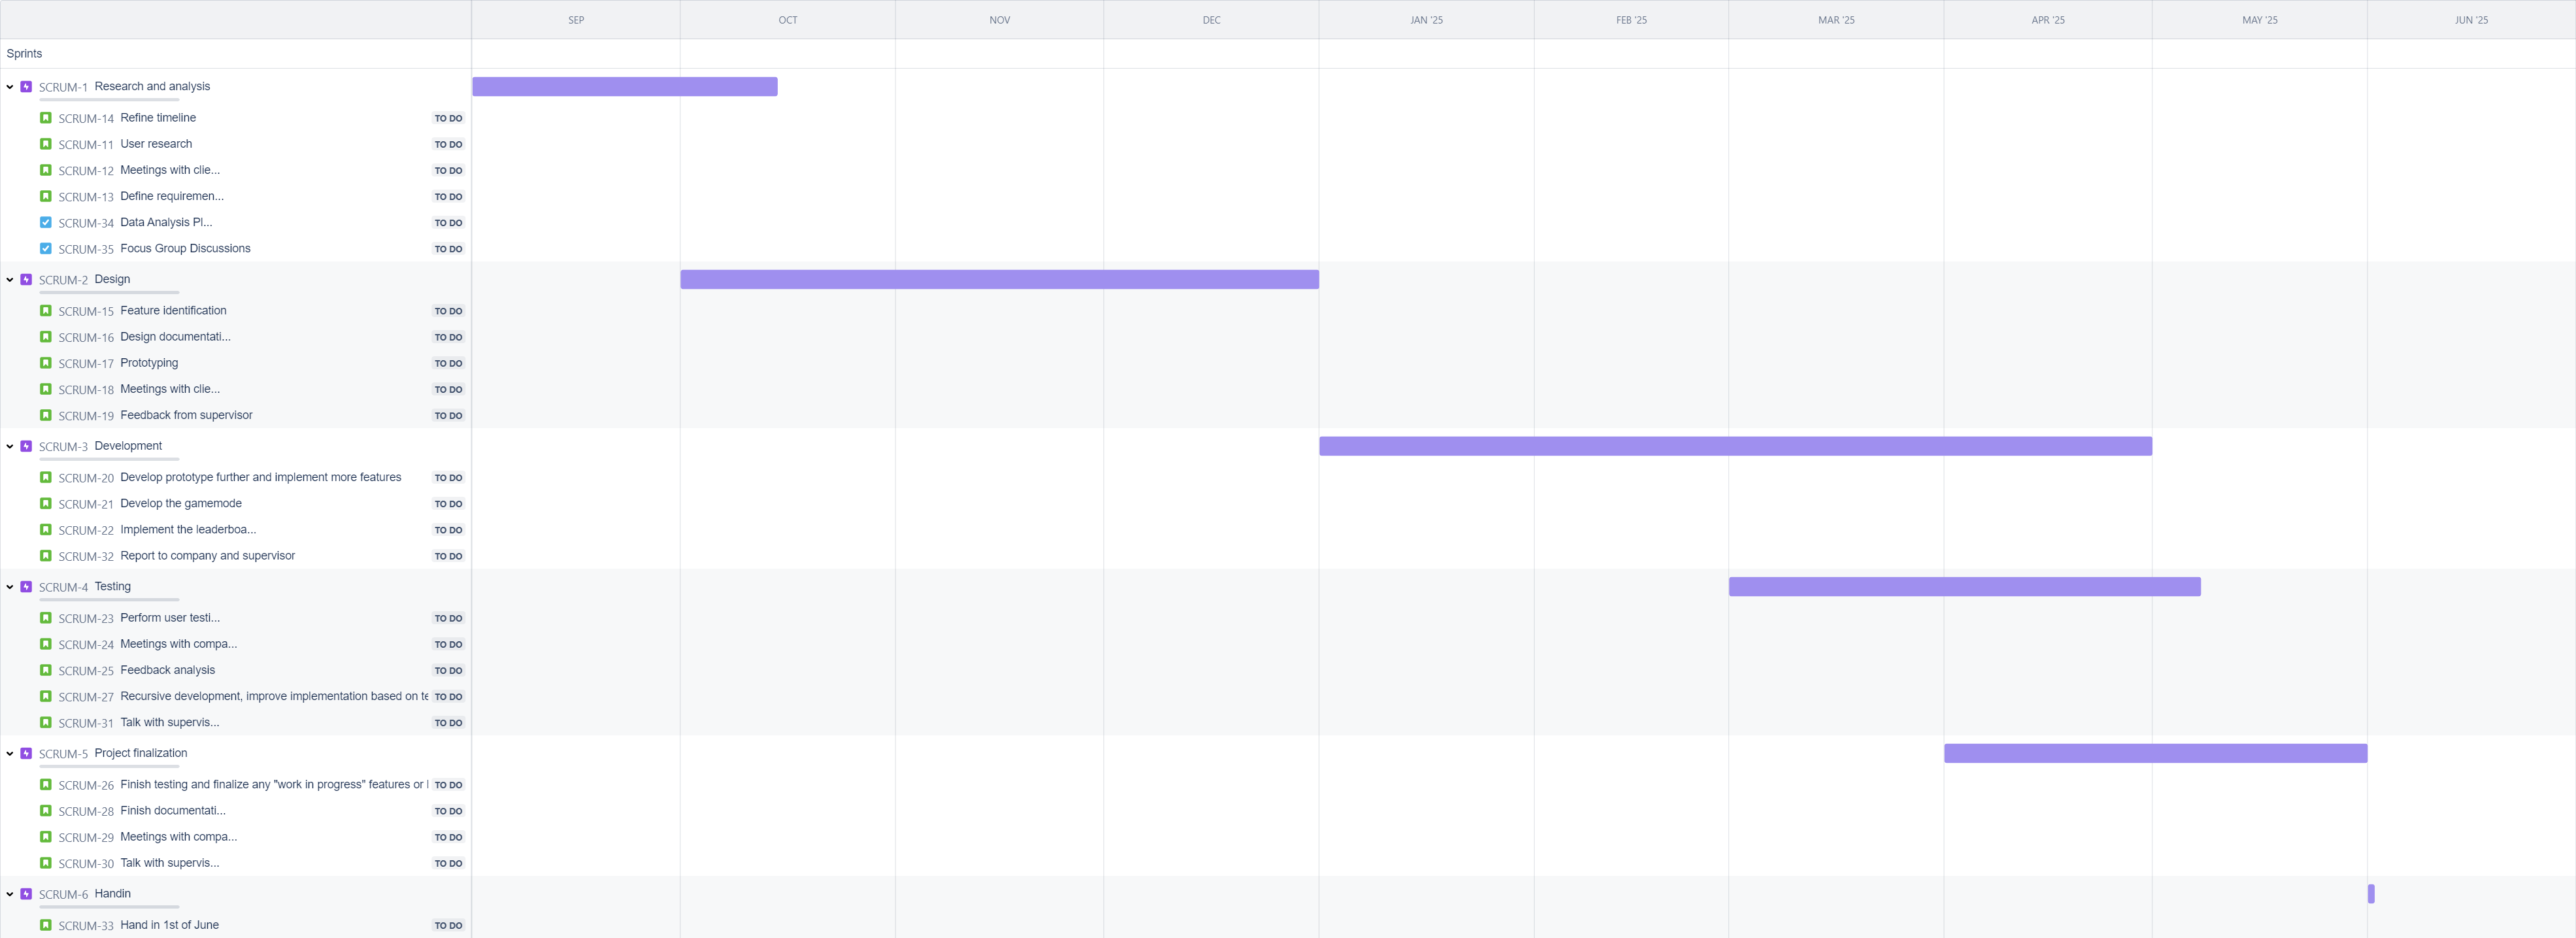 SEP OCT NOV DEC JAN '25 FEB '25 MAR '25 APR '25 MAY '25 JUN '25
Sprints
SCRUM-1 Research and analysis
SCRUM-14 Refine timeline TO DO
SCRUM-11 User research TO DO
SCRUM-12 Meetings with clie... TO DO
SCRUM-13 Define requiremen... TO DO
SCRUM-34 Data Analysis Pl... TO DO
SCRUM-35 Focus Group Discussions TO DO
SCRUM-2 Design
SCRUM-15 Feature identification TO DO
SCRUM-16 Design documentati... TO DO
SCRUM-17 Prototyping TO DO
SCRUM-18 Meetings with clie... TO DO
SCRUM-19 Feedback from supervisor TO DO
SCRUM-3 Development
SCRUM-20 Develop prototype further and implement more features TO DO
SCRUM-21 Develop the gamemode TO DO
SCRUM-22 Implement the leaderboa... TO DO
SCRUM-32 Report to company and supervisor TO DO
SCRUM-4 Testing
SCRUM-23 Perform user testi... TO DO
SCRUM-24 Meetings with compa... TO DO
SCRUM-25 Feedback analysis TO DO
SCRUM-27 Recursive development, improve implementation based on te TO DO
SCRUM-31 Talk with supervis... TO DO
SCRUM-5 Project finalization
SCRUM-26 Finish testing and finalize any "work in progress" features or TO DO
SCRUM-28 Finish documentati... TO DO
SCRUM-29 Meetings with compa... TO DO
SCRUM-30 Talk with supervis... TO DO
SCRUM-6 Handin
SCRUM-33 Hand in 1st of June TO DO